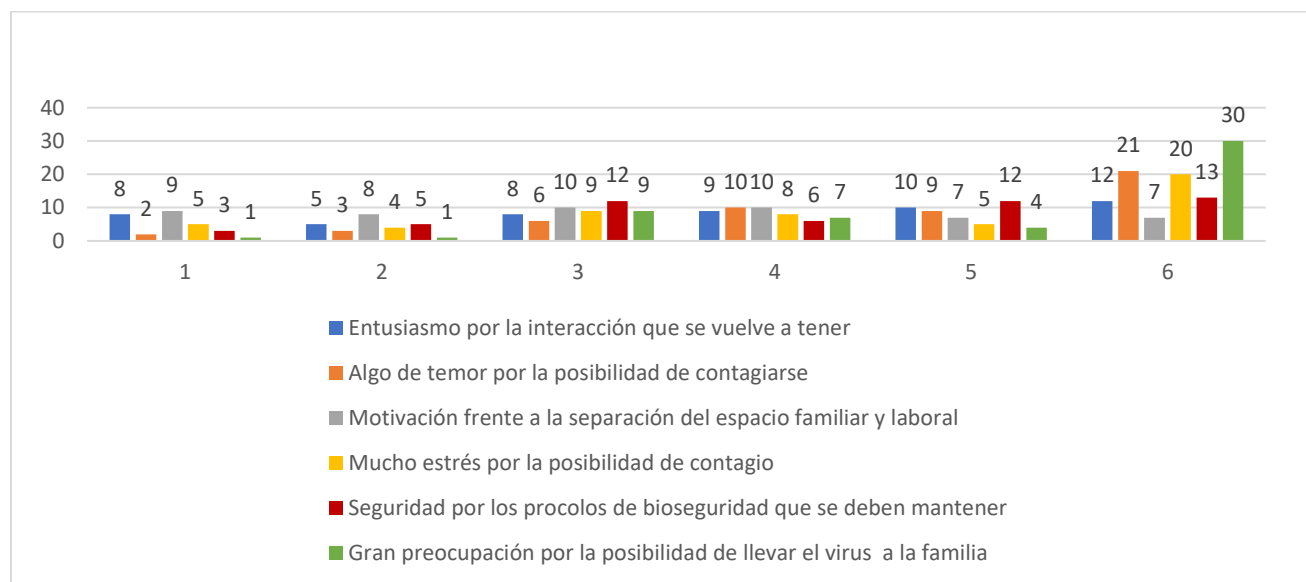 40
30
20
10
0
8 2 9 5 3 1
5 3 8 4 5 1
8 6 10 9 12 9
9 10 10 8 6 7
10 9 7 5 12 4
12 21 7 20 13 30
1 2 3 4 5 6
Entusiasmo por la interacción que se vuelve a tener
Algo de temor por la posibilidad de contagiarse
Motivación frente a la separación del espacio familiar y laboral
Mucho estrés por la posibilidad de contagio
Seguridad por los procolos de bioseguridad que se deben mantener
Gran preocupación por la posibilidad de llevar el virus a la familia